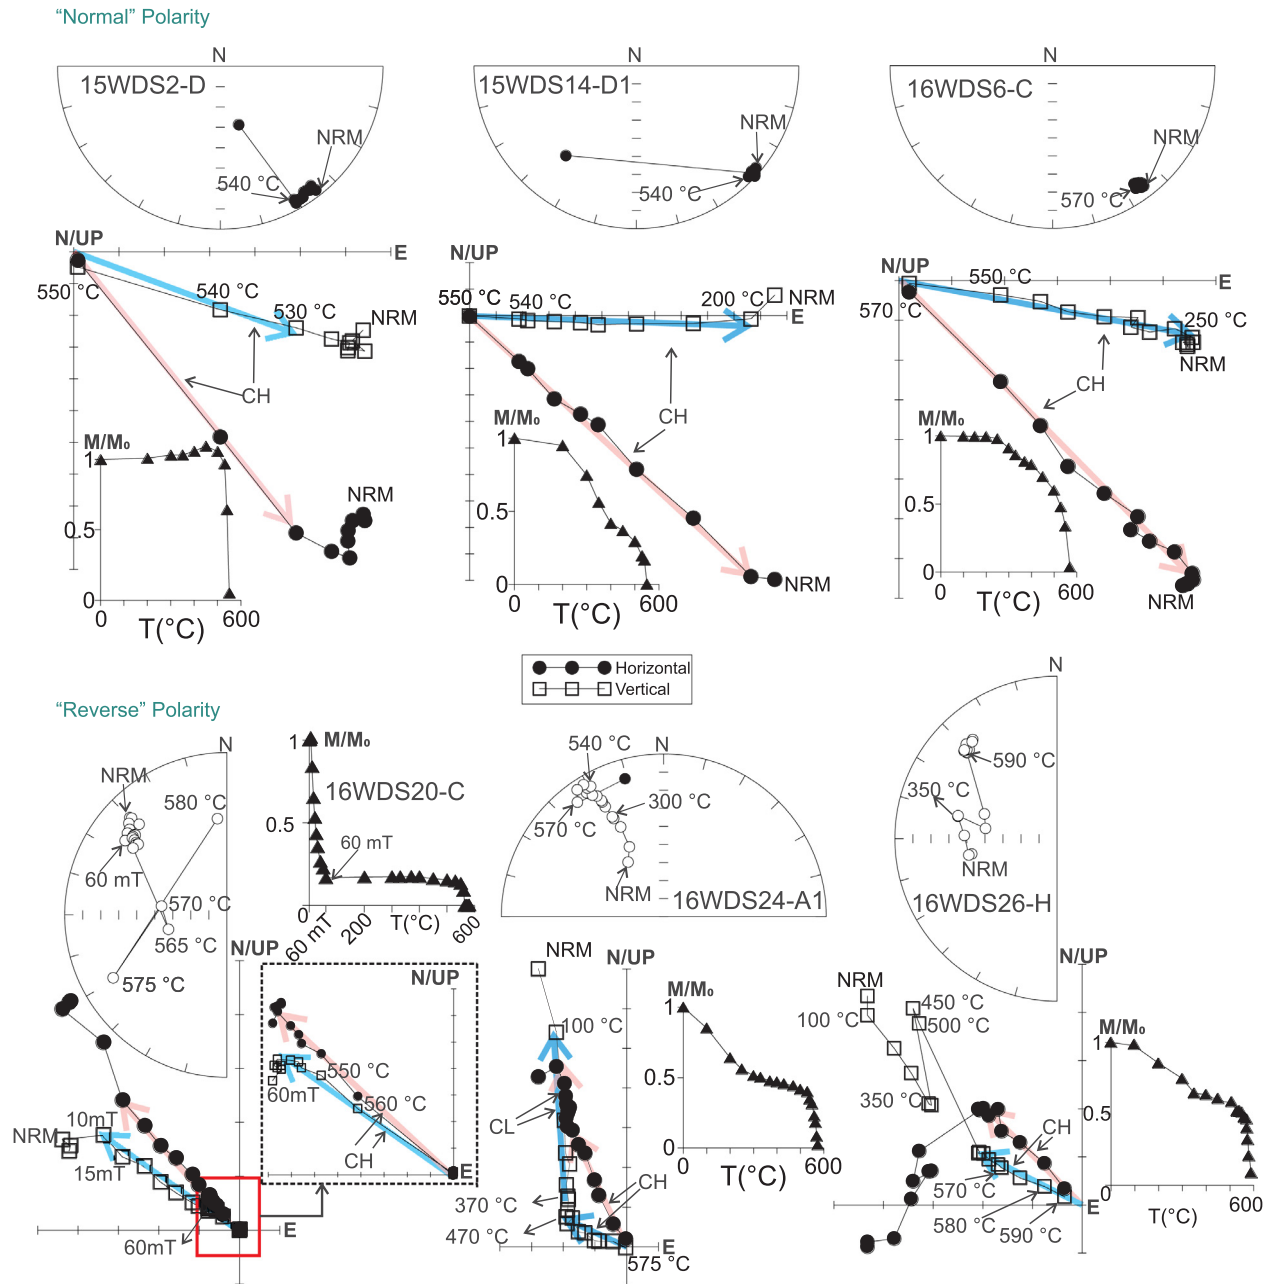 “Normal” Polarity
N
15WDS2-D
NRM
540 °C
N
15WDS14-D1
NRM
540 °C
N
16WDS6-C
NRM
570 °C
N/UP
E
550 °C
540 °C
530 °C
NRM
CH
NRM
M/M₀
1
0.5
0
0
600
T(°C)
N/UP
E
550 °C
540 °C
200 °C
NRM
CH
NRM
M/M₀
1
0.5
0
0
600
T(°C)
N/UP
E
570 °C
550 °C
250 °C
NRM
CH
NRM
M/M₀
1
0.5
0
0
600
T(°C)
Horizontal
Vertical
“Reverse” Polarity
N
NRM
580 °C
60 mT
570 °C
565 °C
575 °C
M/M₀
1
16WDS20-C
0.5
60 mT
0
60 mT
200
T(°C)
600
N/UP
E
10mT
NRM
15mT
60mT
N/UP
550 °C
60mT
560 °C
CH
E
N
540 °C
300 °C
570 °C
NRM
16WDS24-A1
N/UP
NRM
100 °C
CL
CH
370 °C
470 °C
E
575 °C
M/M₀
1
0.5
0
0
600
T(°C)
N
590 °C
350 °C
NRM
16WDS26-H
N/UP
NRM
450 °C
100 °C
500 °C
350 °C
CH
570 °C
580 °C
590 °C
E
M/M₀
1
0.5
0
600
T(°C)